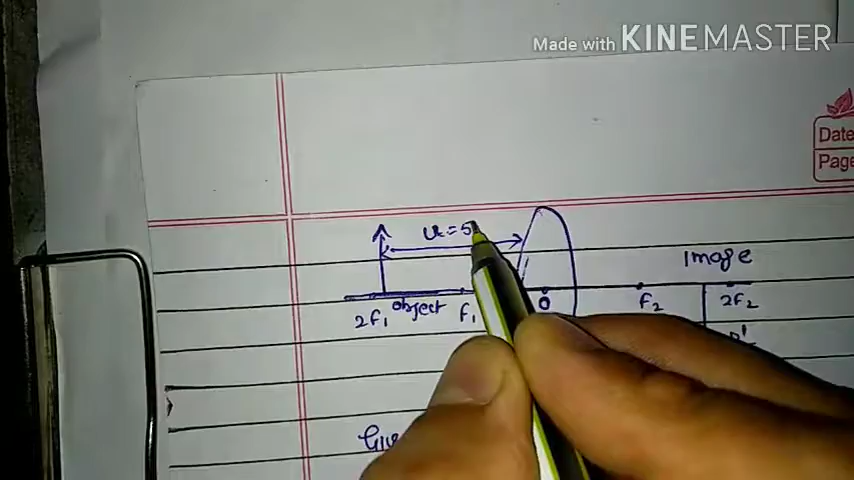 Made with KINEMASTER
Date
Page
u=5
Image
2F₁ object F₁ O F₂ 2F₂